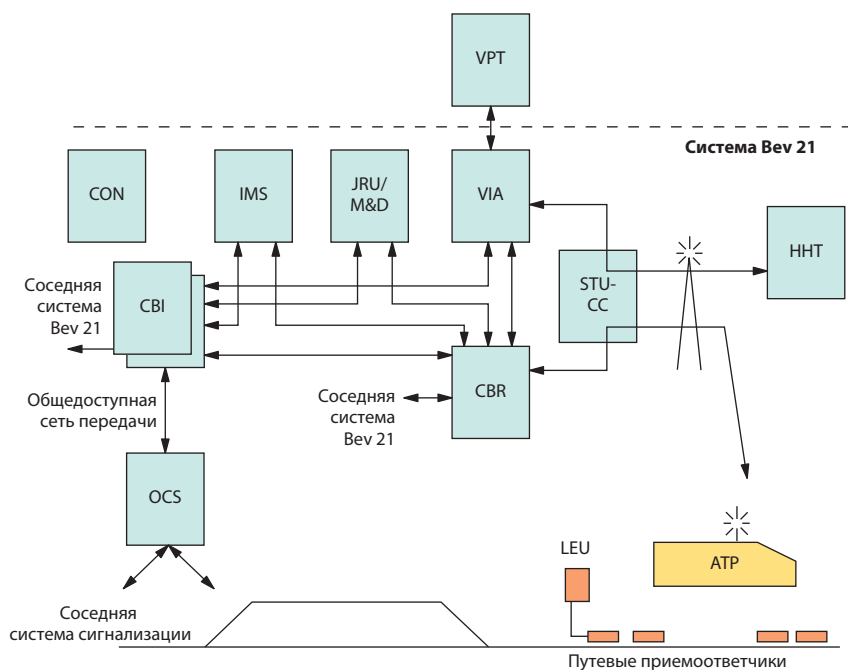 VPT
Система Bev 21
CON
IMS
JRU/
M&D
VIA
HHT
STU-
CC
Соседняя
система
Bev 21
CBI
CBR
Соседняя
система
Bev 21
Общедоступная
сеть передачи
OCS
LEU
ATP
Соседняя
система сигнализации
Путевые приемоответчики